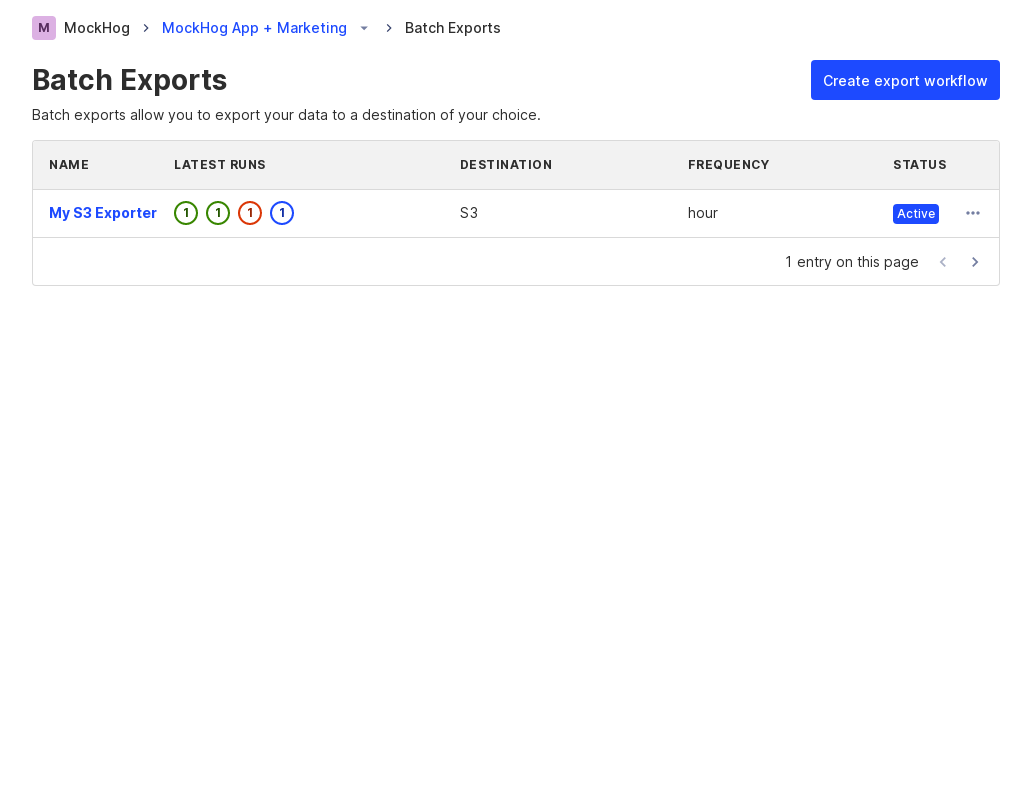 M MockHog MockHog App + Marketing Batch Exports
Batch Exports
Create export workflow
Batch exports allow you to export your data to a destination of your choice.
NAME LATEST RUNS DESTINATION FREQUENCY STATUS
My S3 Exporter 1 1 1 1 S3 hour Active
1 entry on this page